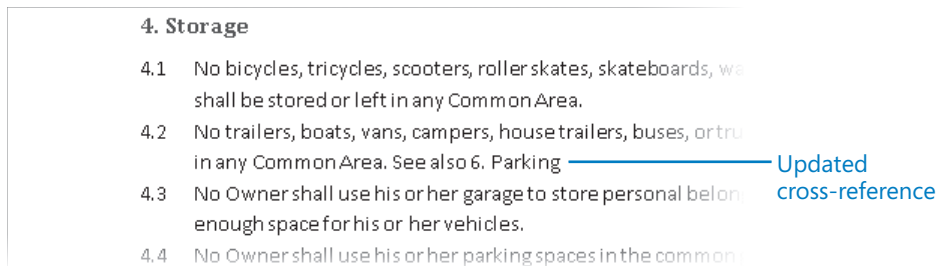 4. Storage
4.1 No bicycles, tricycles, scooters, roller skates, skateboards,
shall be stored or left in any Common Area.
4.2 No trailers, boats, vans, campers, house trailers, buses, or
in any Common Area. See also 6. Parking
Updated
cross-reference
4.3 No Owner shall use his or her garage to store personal
enough space for his or her vehicles.
4.4 No Owner shall use his or her parking spaces in the common